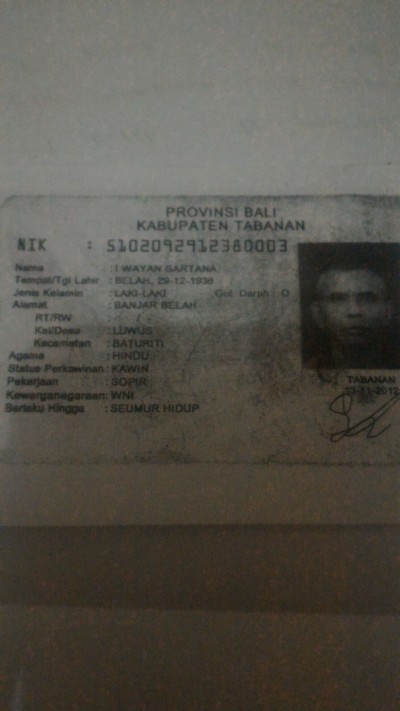 PROVINSI BALI
KABUPATEN TABANAN
NIK : 5102092912380003
Nama : I WAYAN SARTANA
Tempat/Tgl Lahir : BELAH, 29-12-1938
Jenis Kelamin : LAKI-LAKI Gol. Darah : O
Alamat : BANJAR BELAH
RT/RW : - / -
Kel/Desa : LUWUS
Kecamatan : BATURITI
Agama : HINDU
Status Perkawinan : KAWIN
Pekerjaan : SOPIR
Kewarganegaraan: WNI
Berlaku Hingga : SEUMUR HIDUP
TABANAN
23-11-2012